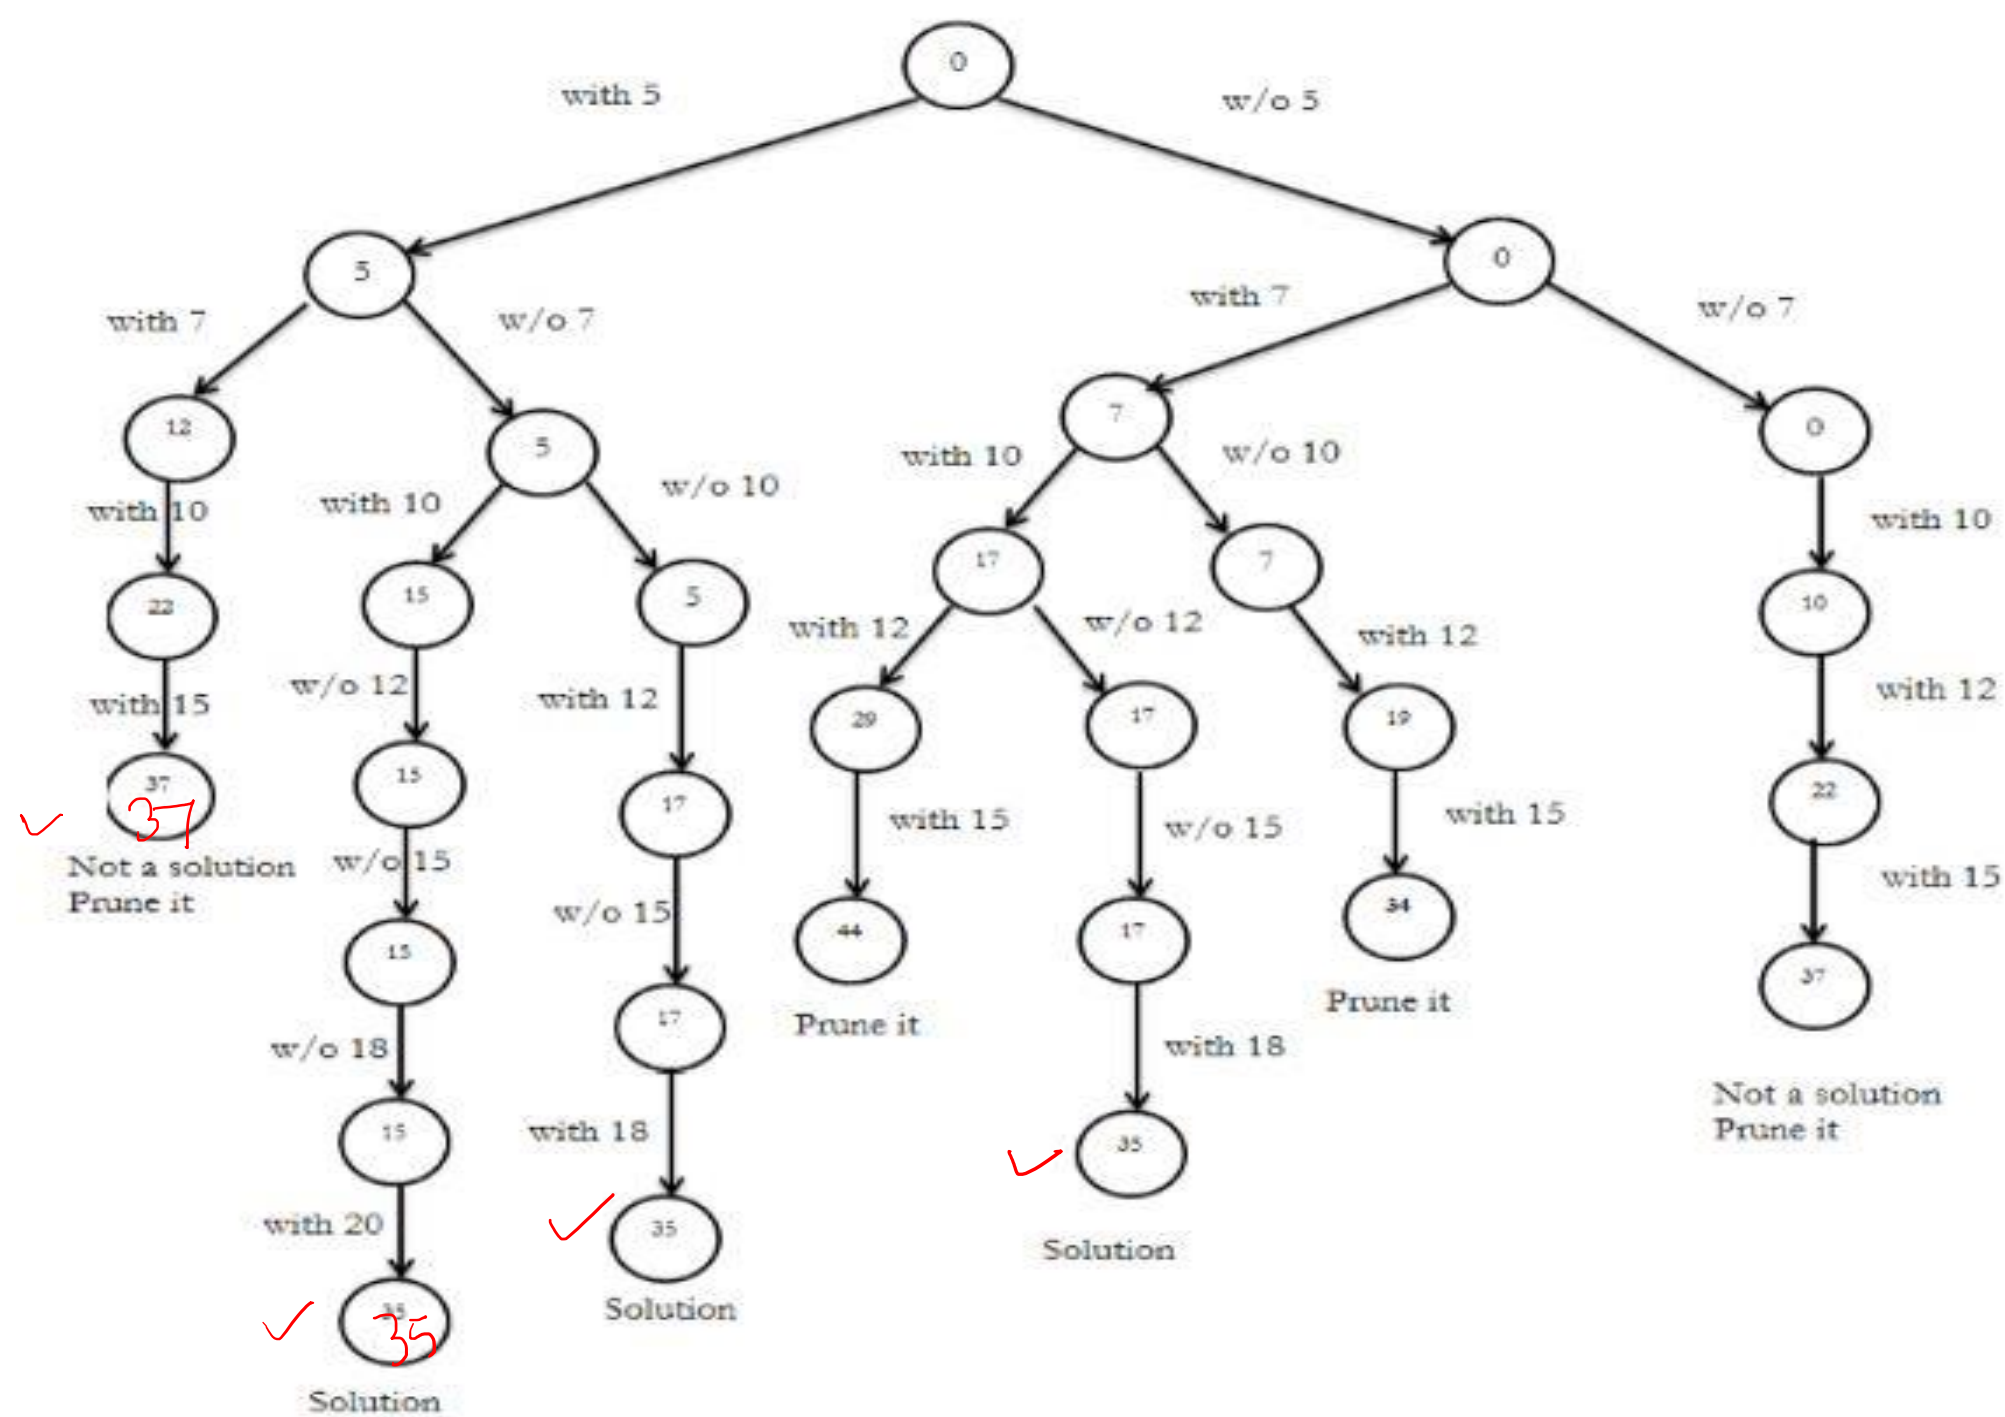 0
with 5
w/o 5
5
0
with 7
w/o 7
with 7
w/o 7
12
5
7
0
with 10
with 10
w/o 10
with 10
w/o 10
with 10
22
15
5
17
7
10
with 15
w/o 12
with 12
with 12
w/o 12
with 12
with 12
37
37
15
17
29
17
19
22
Not a solution
Prune it
w/o 15
w/o 15
with 15
w/o 15
with 15
with 15
15
17
44
17
34
37
w/o 18
with 18
Prune it
with 18
Prune it
Not a solution
Prune it
15
35
35
with 20
Solution
Solution
35
35
Solution